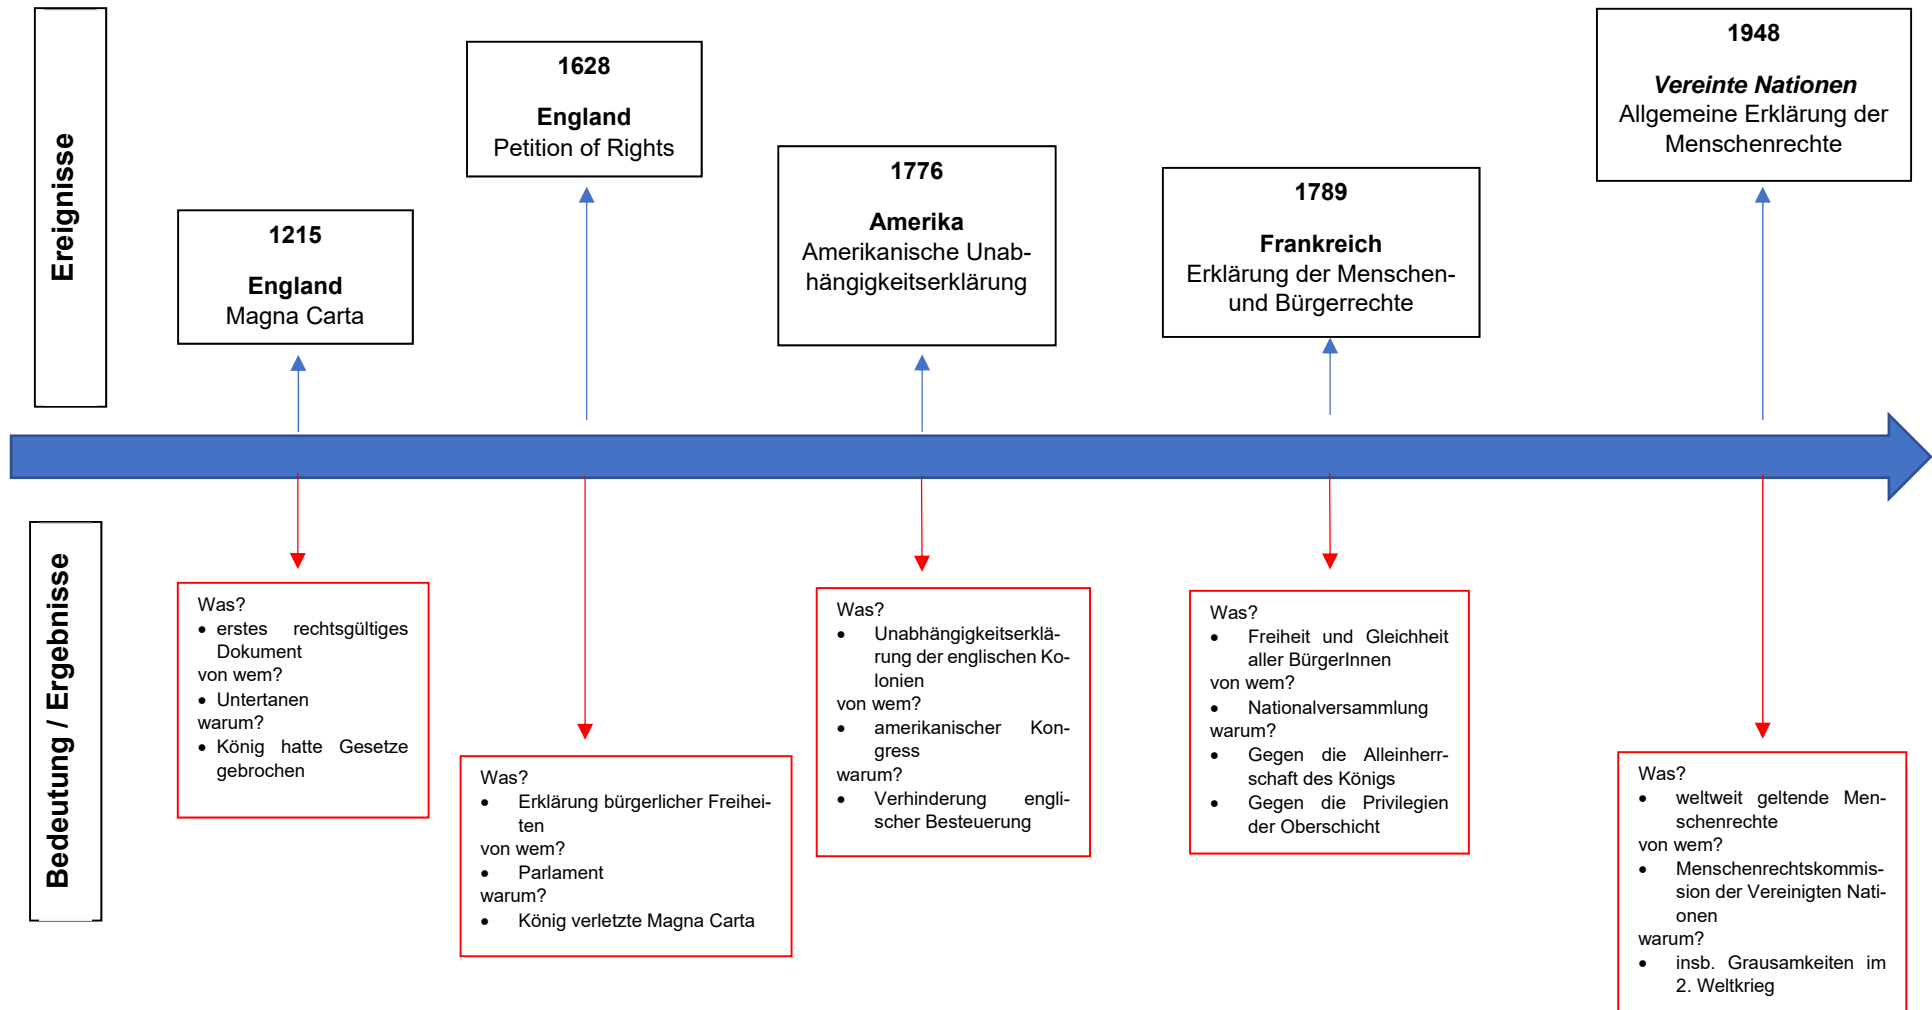 Ereignisse
1215
England
Magna Carta
1628
England
Petition of Rights
1776
Amerika
Amerikanische Unab-
hängigkeitserklärung
1789
Frankreich
Erklärung der Menschen-
und Bürgerrechte
1948
Vereinte Nationen
Allgemeine Erklärung der
Menschenrechte
Bedeutung / Ergebnisse
Was?
• erstes rechtsgültiges
Dokument
von wem?
• Untertanen
warum?
• König hatte Gesetze
gebrochen
Was?
• Erklärung bürgerlicher Freihei-
ten
von wem?
• Parlament
warum?
• König verletzte Magna Carta
Was?
• Unabhängigkeitserklä-
rung der englischen Ko-
lonien
von wem?
• amerikanischer Kon-
gress
warum?
• Verhinderung engli-
scher Besteuerung
Was?
• Freiheit und Gleichheit
aller BürgerInnen
von wem?
• Nationalversammlung
warum?
• Gegen die Alleinherr-
schaft des Königs
• Gegen die Privilegien
der Oberschicht
Was?
• weltweit geltende Men-
schenrechte
von wem?
• Menschenrechtskommis-
sion der Vereinigten Nati-
onen
warum?
• insb. Grausamkeiten im
2. Weltkrieg